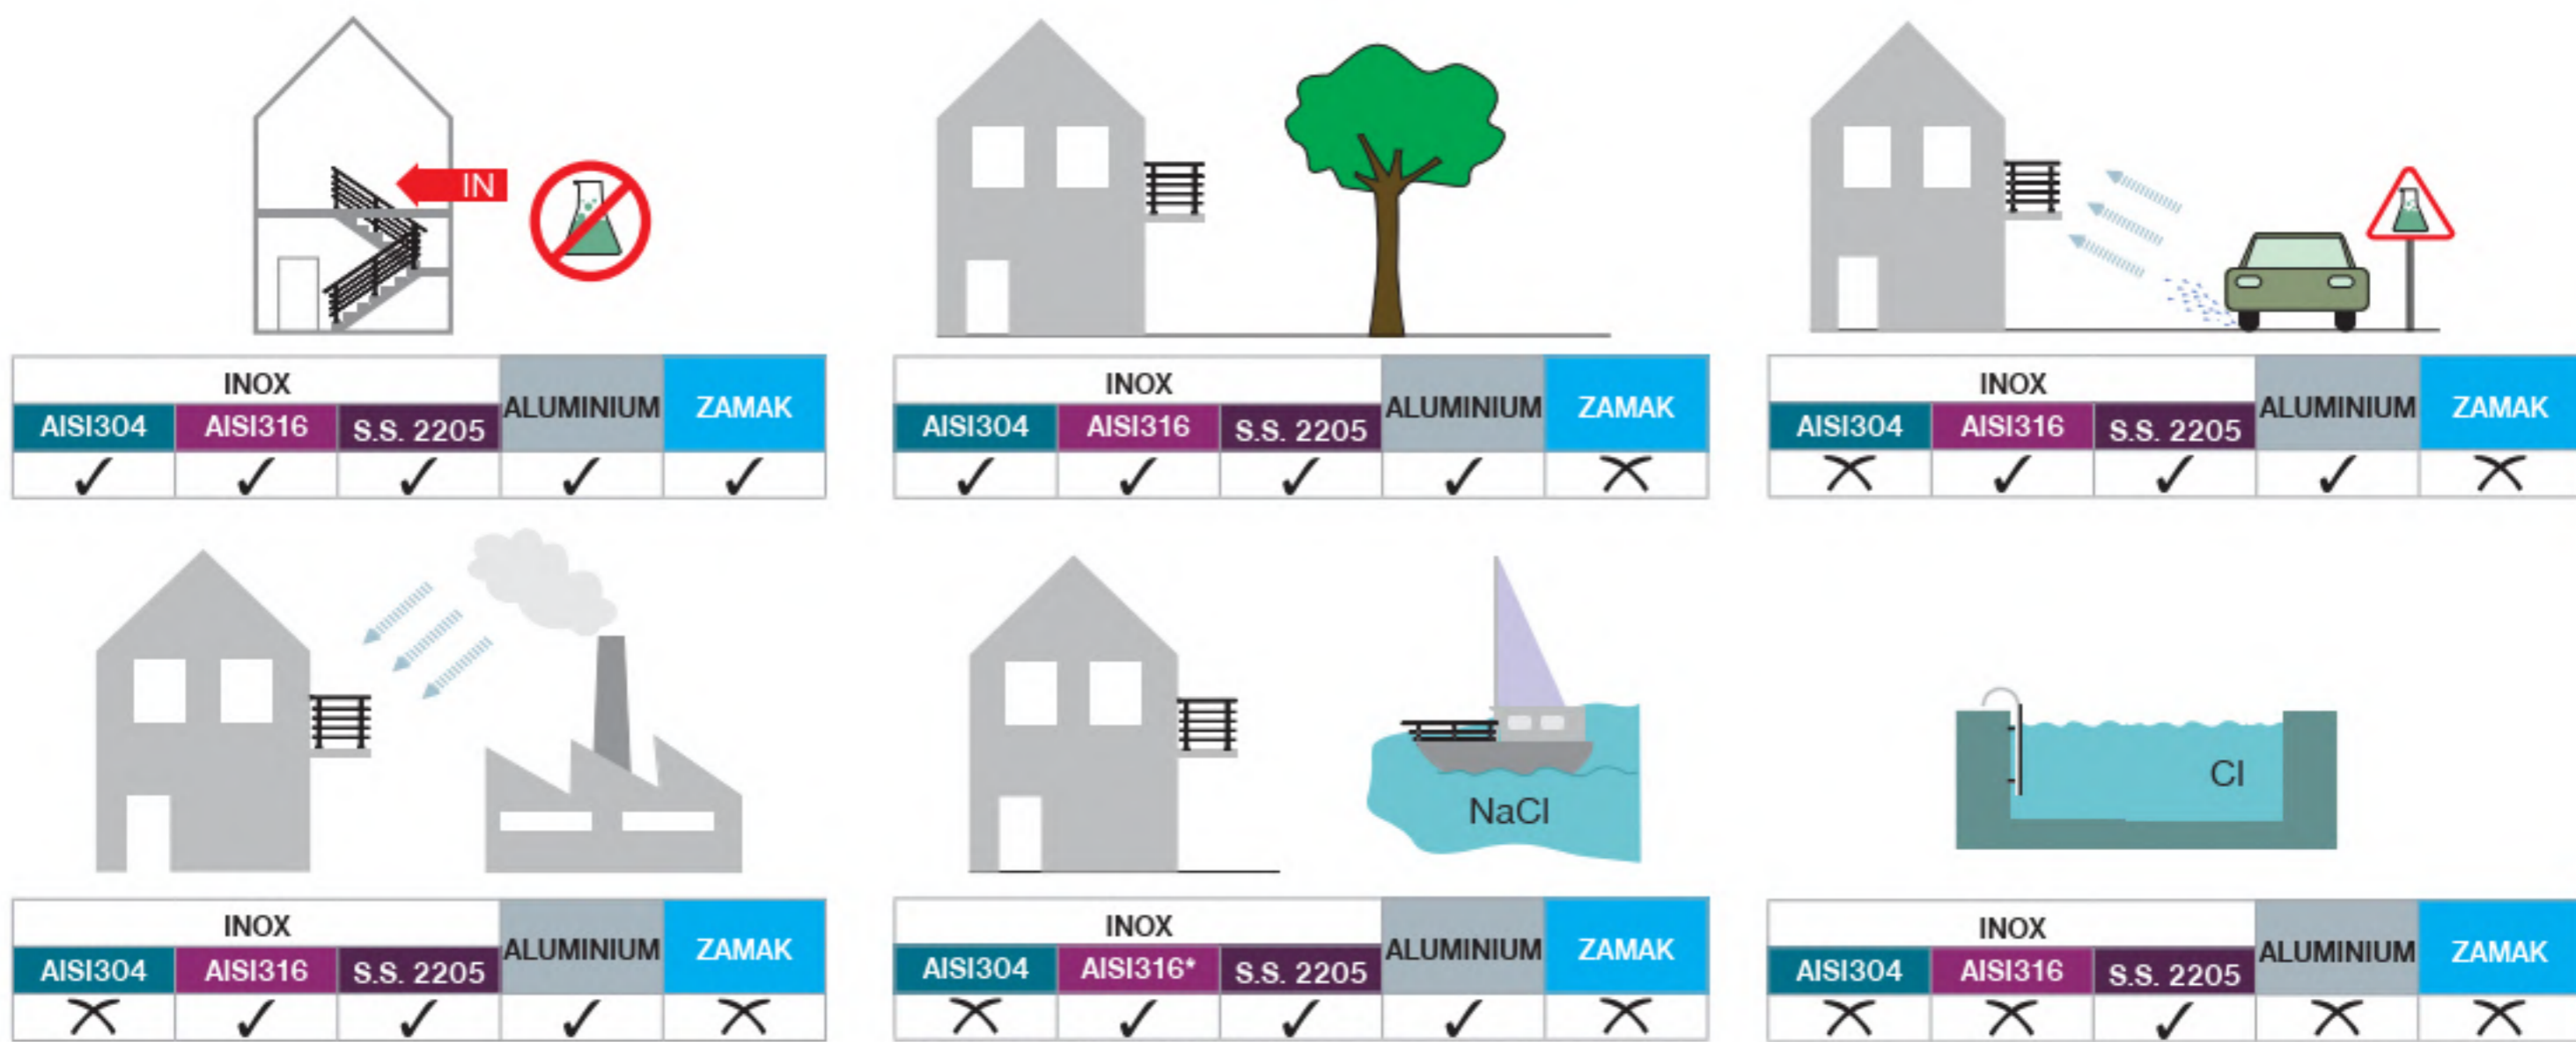 IN
INOX
ALUMINIUM
ZAMAK
AISI304
AISI316
S.S. 2205
INOX
ALUMINIUM
ZAMAK
AISI304
AISI316
S.S. 2205
INOX
ALUMINIUM
ZAMAK
AISI304
AISI316
S.S. 2205
NaCl
Cl
INOX
ALUMINIUM
ZAMAK
AISI304
AISI316
S.S. 2205
INOX
ALUMINIUM
ZAMAK
AISI304
AISI316*
S.S. 2205
INOX
ALUMINIUM
ZAMAK
AISI304
AISI316
S.S. 2205